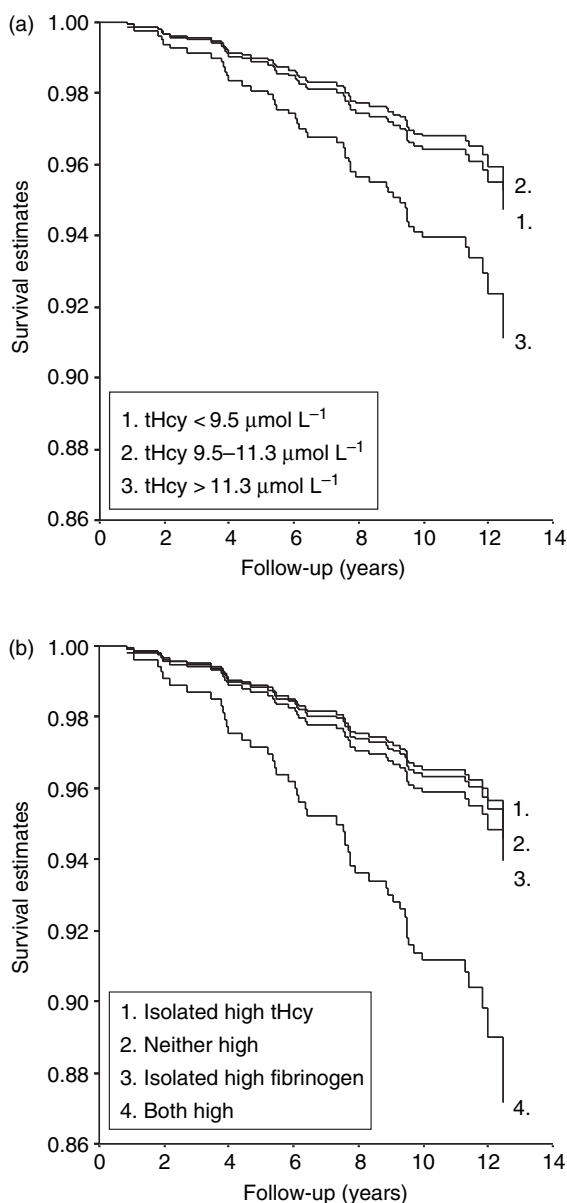 (a)
1.00
0.98
0.96
0.94
0.92
0.90
0.88
0.86
Survival estimates
2.
1.
3.
1. tHcy < 9.5 μmol L⁻¹
2. tHcy 9.5–11.3 μmol L⁻¹
3. tHcy > 11.3 μmol L⁻¹
0 2 4 6 8 10 12 14
Follow-up (years)
(b)
1.00
0.98
0.96
0.94
0.92
0.90
0.88
0.86
Survival estimates
1.
2.
3.
4.
1. Isolated high tHcy
2. Neither high
3. Isolated high fibrinogen
4. Both high
0 2 4 6 8 10 12 14
Follow-up (years)